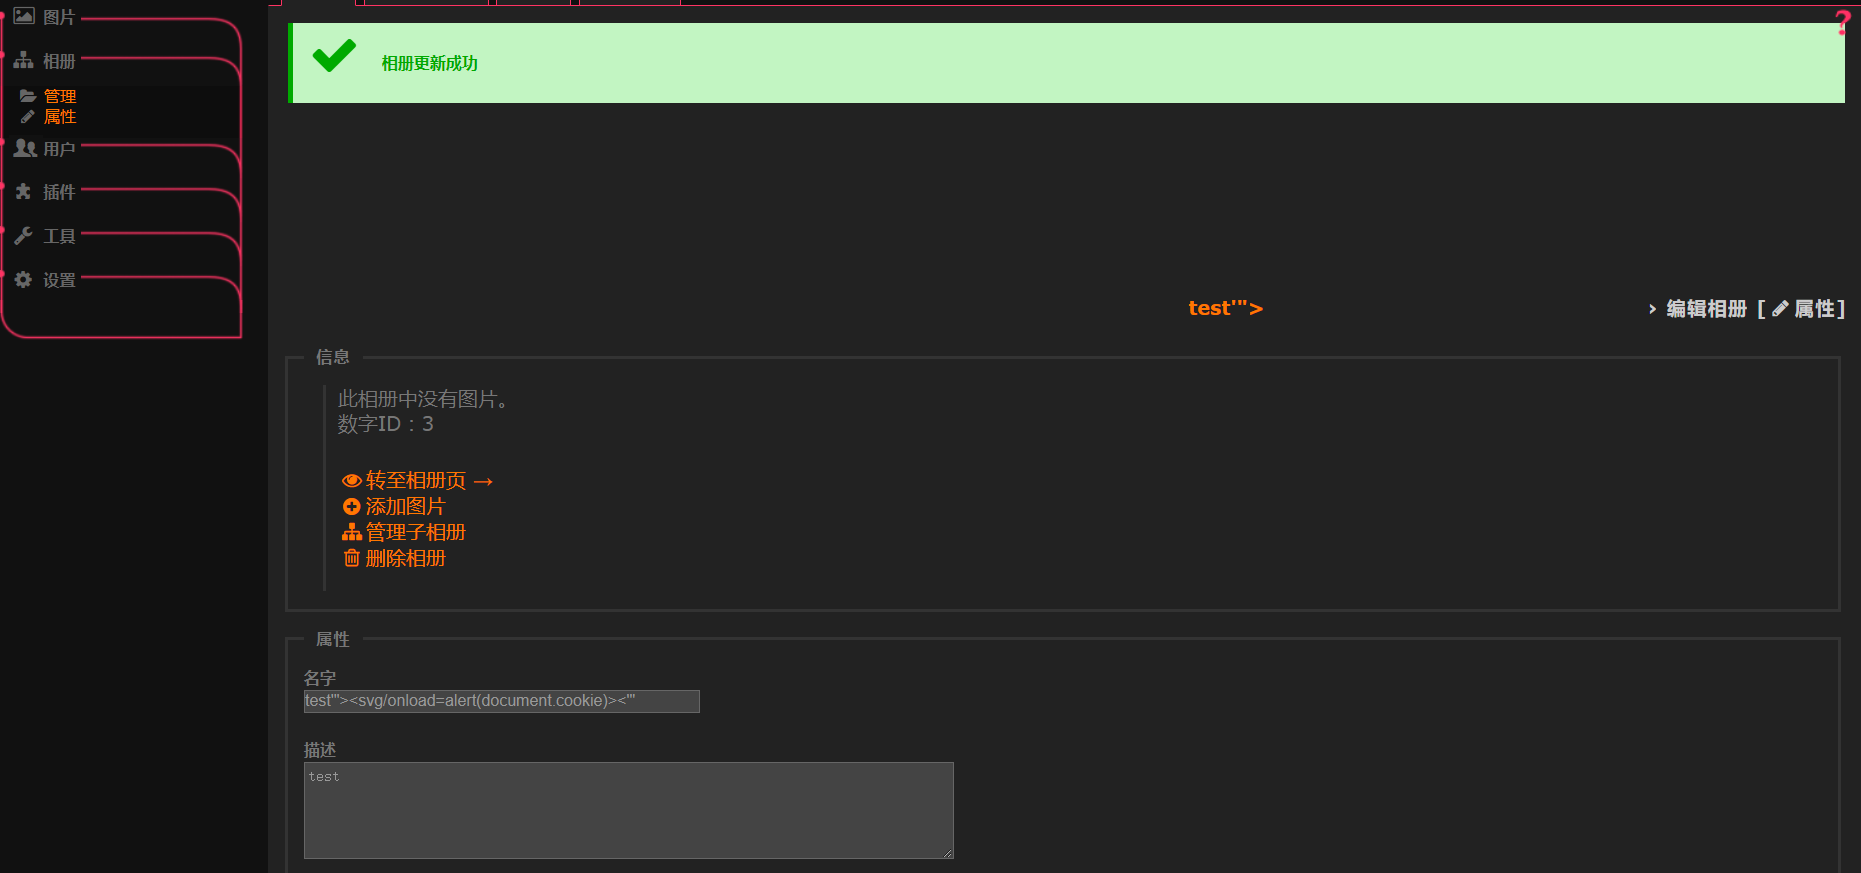 图片
相册
管理
属性
用户
插件
工具
设置
?
相册更新成功
test'"> › 编辑相册 [属性]
信息
此相册中没有图片。
数字ID：3
转至相册页 →
添加图片
管理子相册
删除相册
属性
名字
test'"><svg/onload=alert(document.cookie)><'"
描述
test